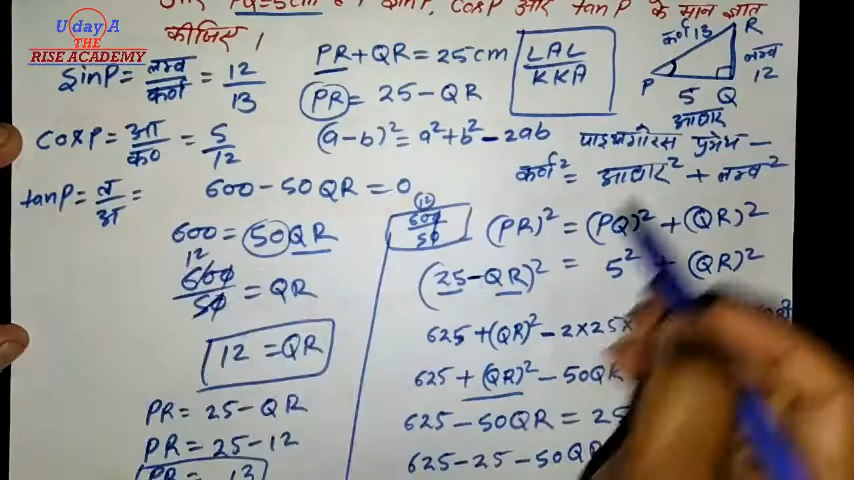 PQ=5cm है। sinP, cosP और tanP के मान ज्ञात
कीजिए।
U day A
THE
RISE ACADEMY
sinP = लम्ब/कर्ण = 12/13
cosP = आ/क० = 5/12
tanP = ल/अ =
PR+QR = 25cm
PR = 25-QR
(a-b)² = a²+b²-2ab
LAL/KKA
कर्ण 13
R
लम्ब
12
P
5
Q
आधार
पाइथागोरस प्रमेय -
कर्ण² = आधार² + लम्ब²
600-50QR = 0
600 = 50QR
12
600/50 = QR
12 = QR
PR = 25-QR
PR = 25-12
PR = 13
12
600/50
(PR)² = (PQ)² + (QR)²
(25-QR)² = 5² + (QR)²
625+(QR)²-2×25×
625+(QR)²-50QR
625-50QR = 25
625-25-50QR